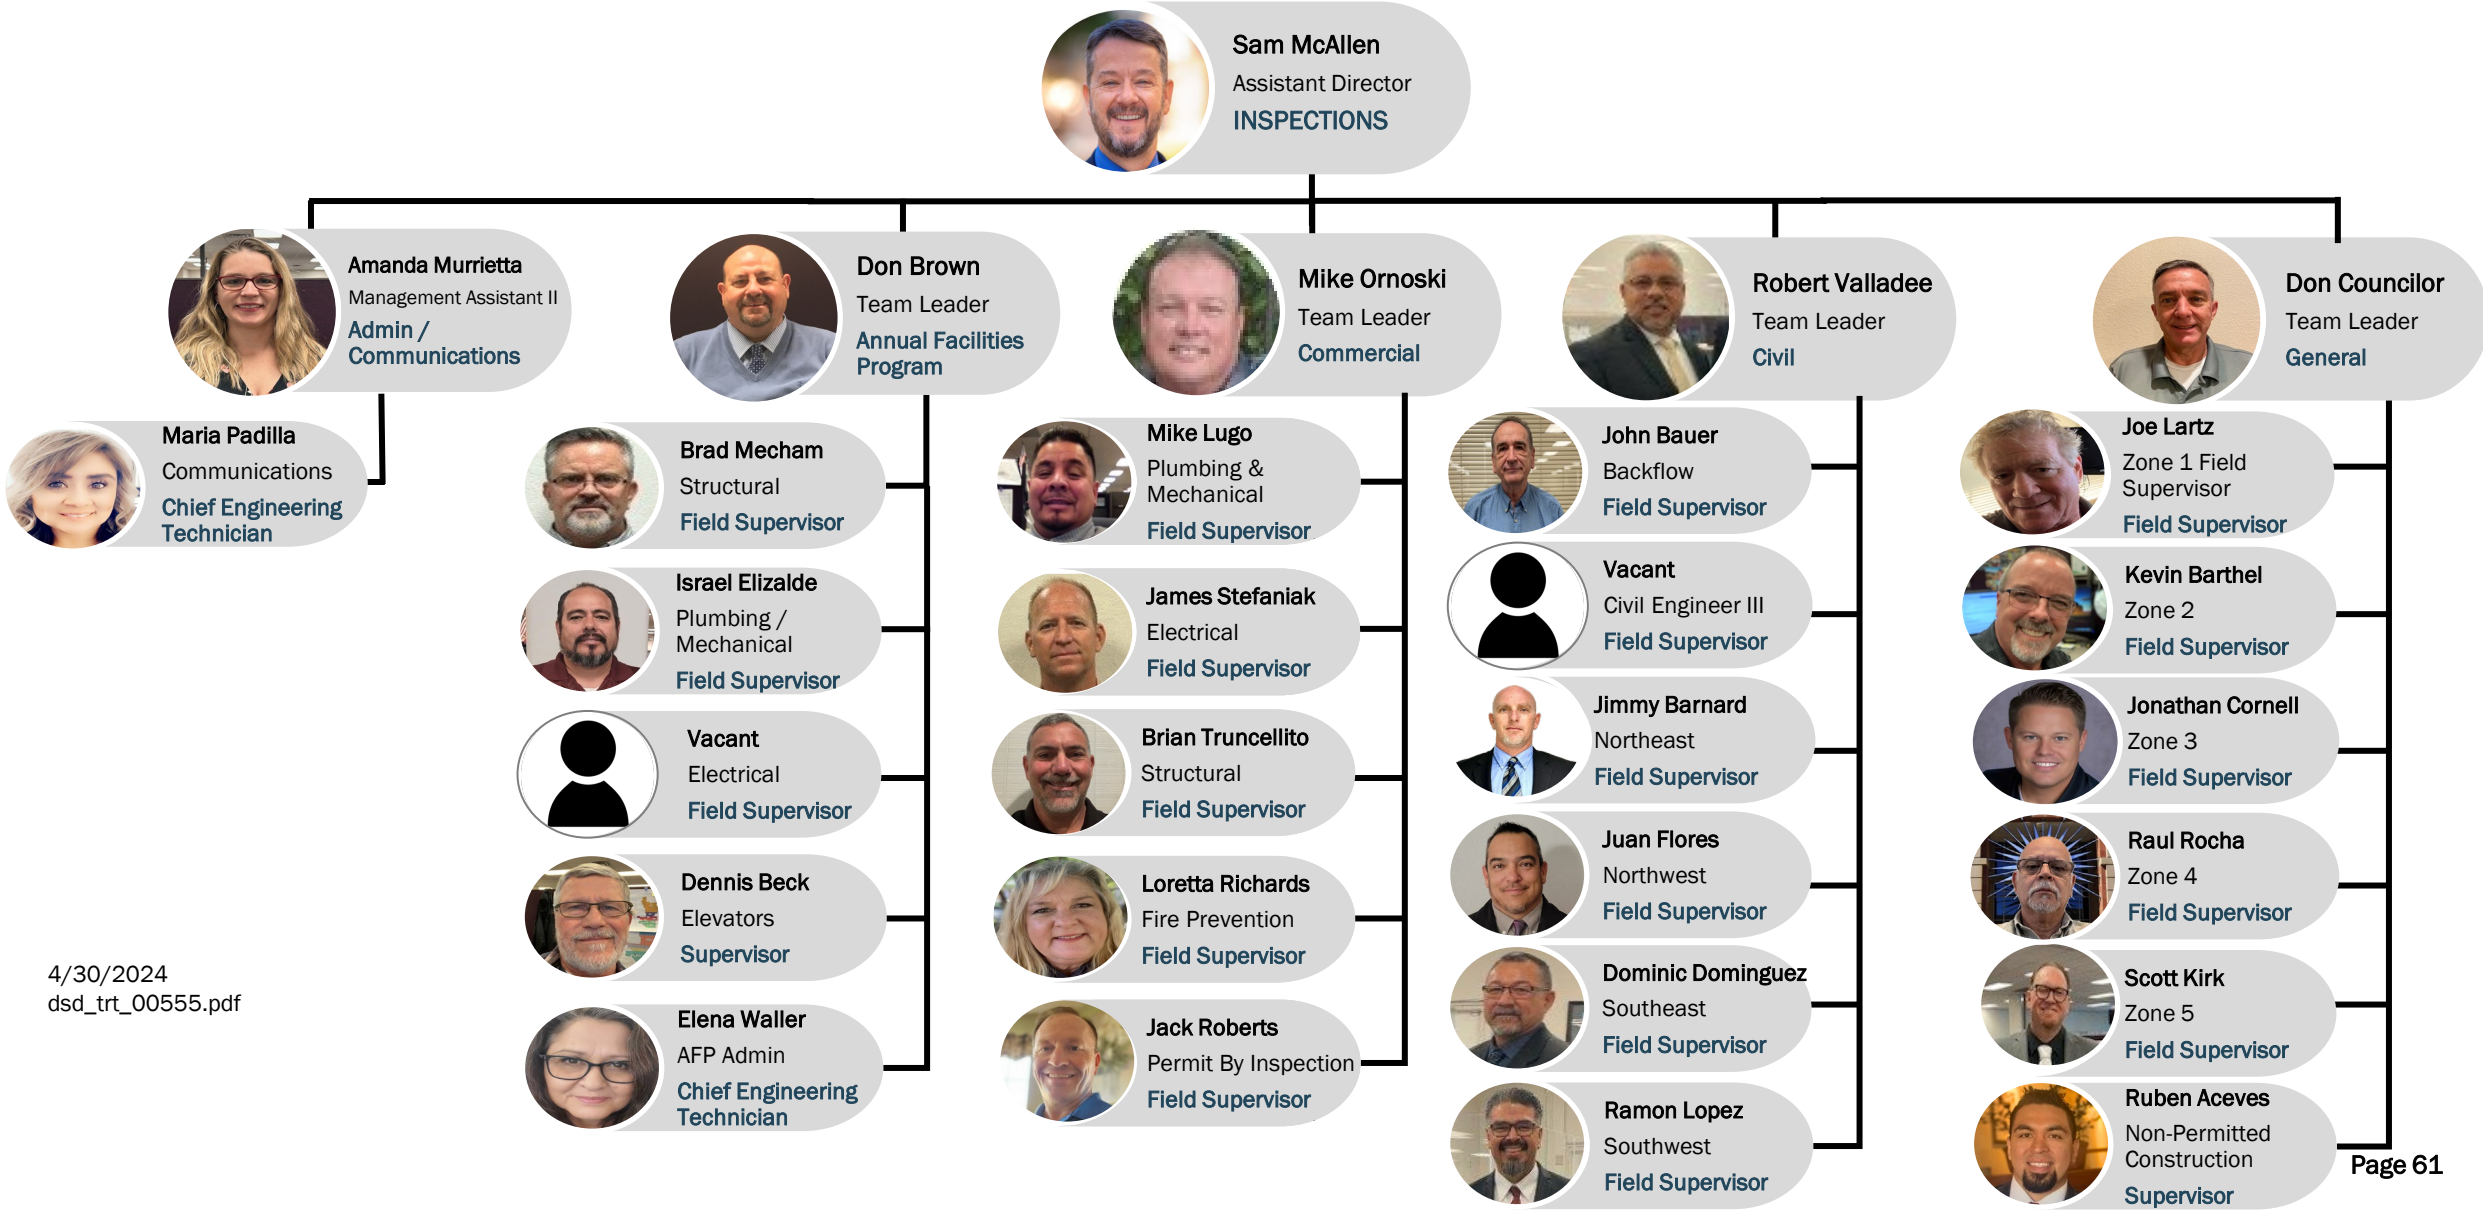 Sam McAllen
Assistant Director
INSPECTIONS
Amanda Murrietta
Management Assistant II
Admin /
Communications
Maria Padilla
Communications
Chief Engineering
Technician
Don Brown
Team Leader
Annual Facilities
Program
Brad Mecham
Structural
Field Supervisor
Israel Elizalde
Plumbing /
Mechanical
Field Supervisor
Vacant
Electrical
Field Supervisor
Dennis Beck
Elevators
Supervisor
Elena Waller
AFP Admin
Chief Engineering
Technician
Mike Ornoski
Team Leader
Commercial
Mike Lugo
Plumbing &
Mechanical
Field Supervisor
James Stefaniak
Electrical
Field Supervisor
Brian Truncellito
Structural
Field Supervisor
Loretta Richards
Fire Prevention
Field Supervisor
Jack Roberts
Permit By Inspection
Field Supervisor
Robert Valladee
Team Leader
Civil
John Bauer
Backflow
Field Supervisor
Vacant
Civil Engineer III
Field Supervisor
Jimmy Barnard
Northeast
Field Supervisor
Juan Flores
Northwest
Field Supervisor
Dominic Dominguez
Southeast
Field Supervisor
Ramon Lopez
Southwest
Field Supervisor
Don Councilor
Team Leader
General
Joe Lartz
Zone 1 Field
Supervisor
Field Supervisor
Kevin Barthel
Zone 2
Field Supervisor
Jonathan Cornell
Zone 3
Field Supervisor
Raul Rocha
Zone 4
Field Supervisor
Scott Kirk
Zone 5
Field Supervisor
Ruben Aceves
Non-Permitted
Construction
Supervisor
4/30/2024
dsd_trt_00555.pdf
Page 61